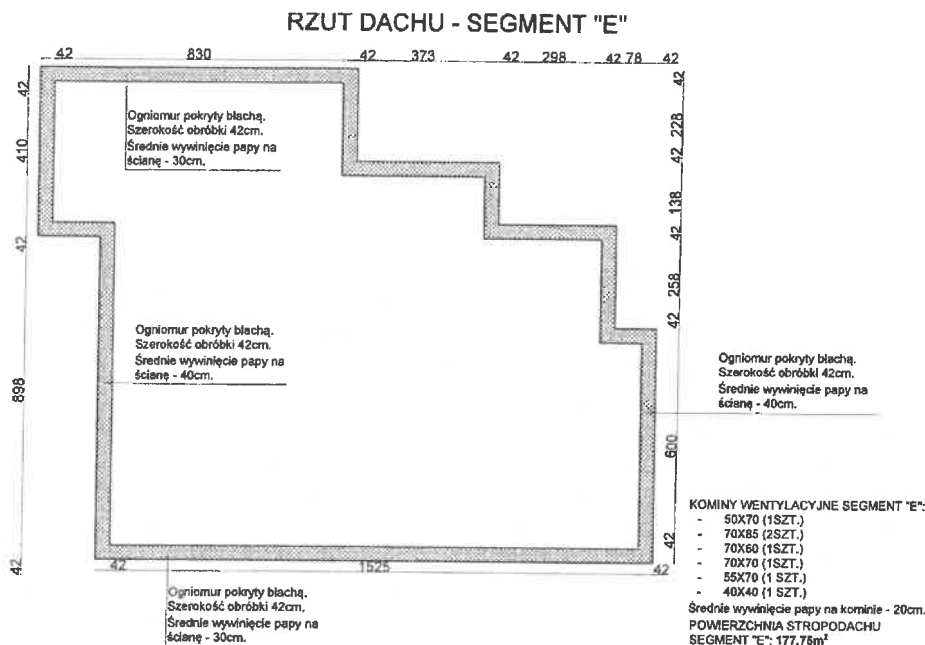 RZUT DACHU - SEGMENT "E"
42 830 42 373 42 298 42 78 42
42
410
42
898
42
42
228
42
138
42
258
42
600
42
Ogniomur pokryty blachą.
Szerokość obróbki 42cm.
Średnie wywinięcie papy na
ścianę - 30cm.
Ogniomur pokryty blachą.
Szerokość obróbki 42cm.
Średnie wywinięcie papy na
ścianę - 40cm.
Ogniomur pokryty blachą.
Szerokość obróbki 42cm.
Średnie wywinięcie papy na
ścianę - 40cm.
42 1525 42
Ogniomur pokryty blachą.
Szerokość obróbki 42cm.
Średnie wywinięcie papy na
ścianę - 30cm.
KOMINY WENTYLACYJNE SEGMENT "E":
- 50X70 (1SZT.)
- 70X85 (2SZT.)
- 70X60 (1SZT.)
- 70X70 (1SZT.)
- 55X70 (1 SZT.)
- 40X40 (1 SZT.)
Średnie wywinięcie papy na kominie - 20cm.
POWIERZCHNIA STROPODACHU
SEGMENT "E": 177.75m²